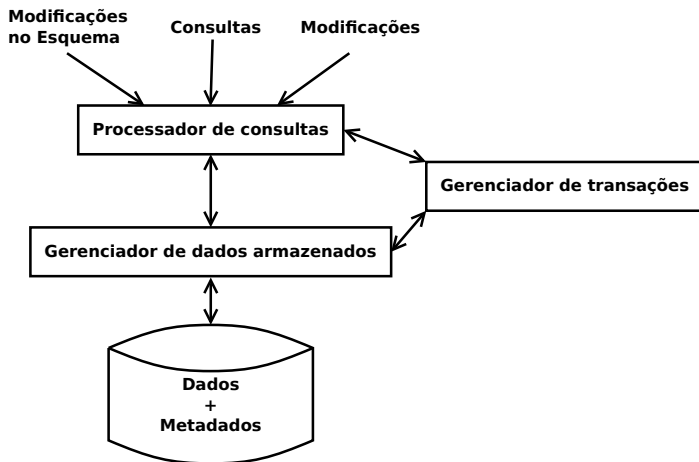 Modificações
no Esquema
Consultas
Modificações
Processador de consultas
Gerenciador de transações
Gerenciador de dados armazenados
Dados
+
Metadados